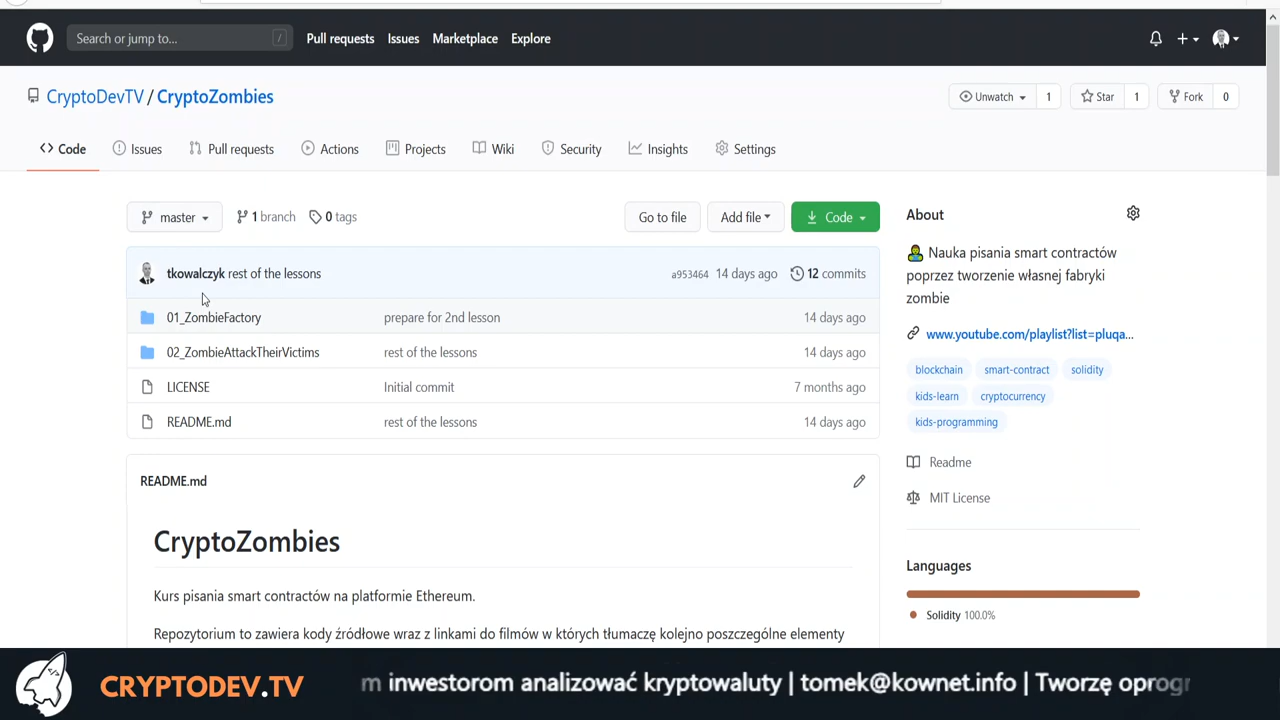 Search or jump to... / Pull requests Issues Marketplace Explore
CryptoDevTV / CryptoZombies Unwatch 1 Star 1 Fork 0
Code Issues Pull requests Actions Projects Wiki Security Insights Settings
master 1 branch 0 tags Go to file Add file Code
tkowalczyk rest of the lessons a953464 14 days ago 12 commits
01_ZombieFactory prepare for 2nd lesson 14 days ago
02_ZombieAttackTheirVictims rest of the lessons 14 days ago
LICENSE Initial commit 7 months ago
README.md rest of the lessons 14 days ago
README.md
CryptoZombies
Kurs pisania smart contractów na platformie Ethereum.
Repozytorium to zawiera kody źródłowe wraz z linkami do filmów w których tłumaczę kolejno poszczególne elementy
About
Nauka pisania smart contractów
poprzez tworzenie własnej fabryki
zombie
www.youtube.com/playlist?list=pluqa...
blockchain smart-contract solidity
kids-learn cryptocurrency
kids-programming
Readme
MIT License
Languages
Solidity 100.0%
CRYPTODEV.TV m inwestorom analizować kryptowaluty | tomek@kownet.info | Tworzę oprogr